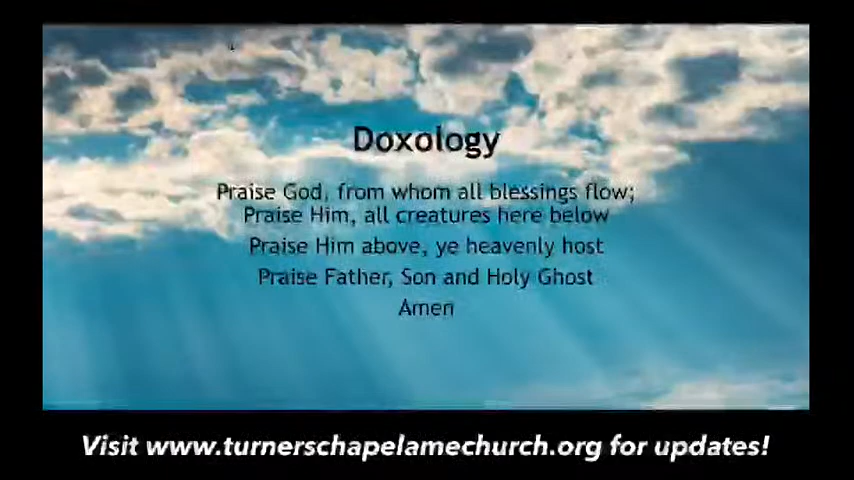 Doxology
Praise God, from whom all blessings flow;
Praise Him, all creatures here below
Praise Him above, ye heavenly host
Praise Father, Son and Holy Ghost
Amen
Visit www.turnerschapelamechurch.org for updates!